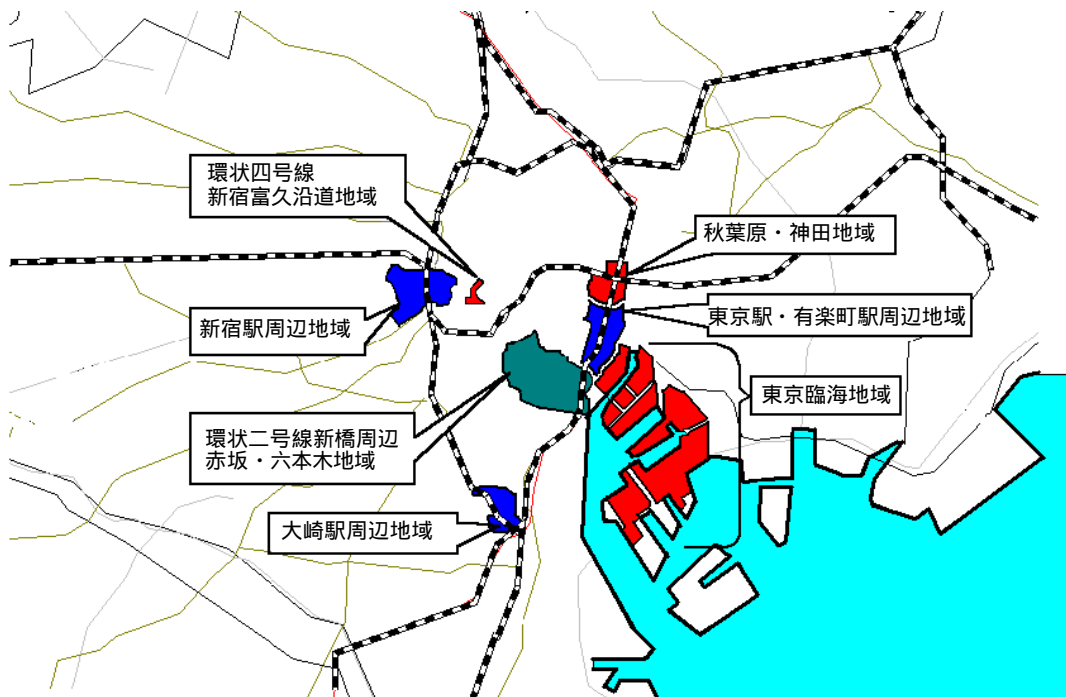 環状四号線
新宿富久沿道地域
秋葉原・神田地域
新宿駅周辺地域
東京駅・有楽町駅周辺地域
東京臨海地域
環状二号線新橋周辺
赤坂・六本木地域
大崎駅周辺地域